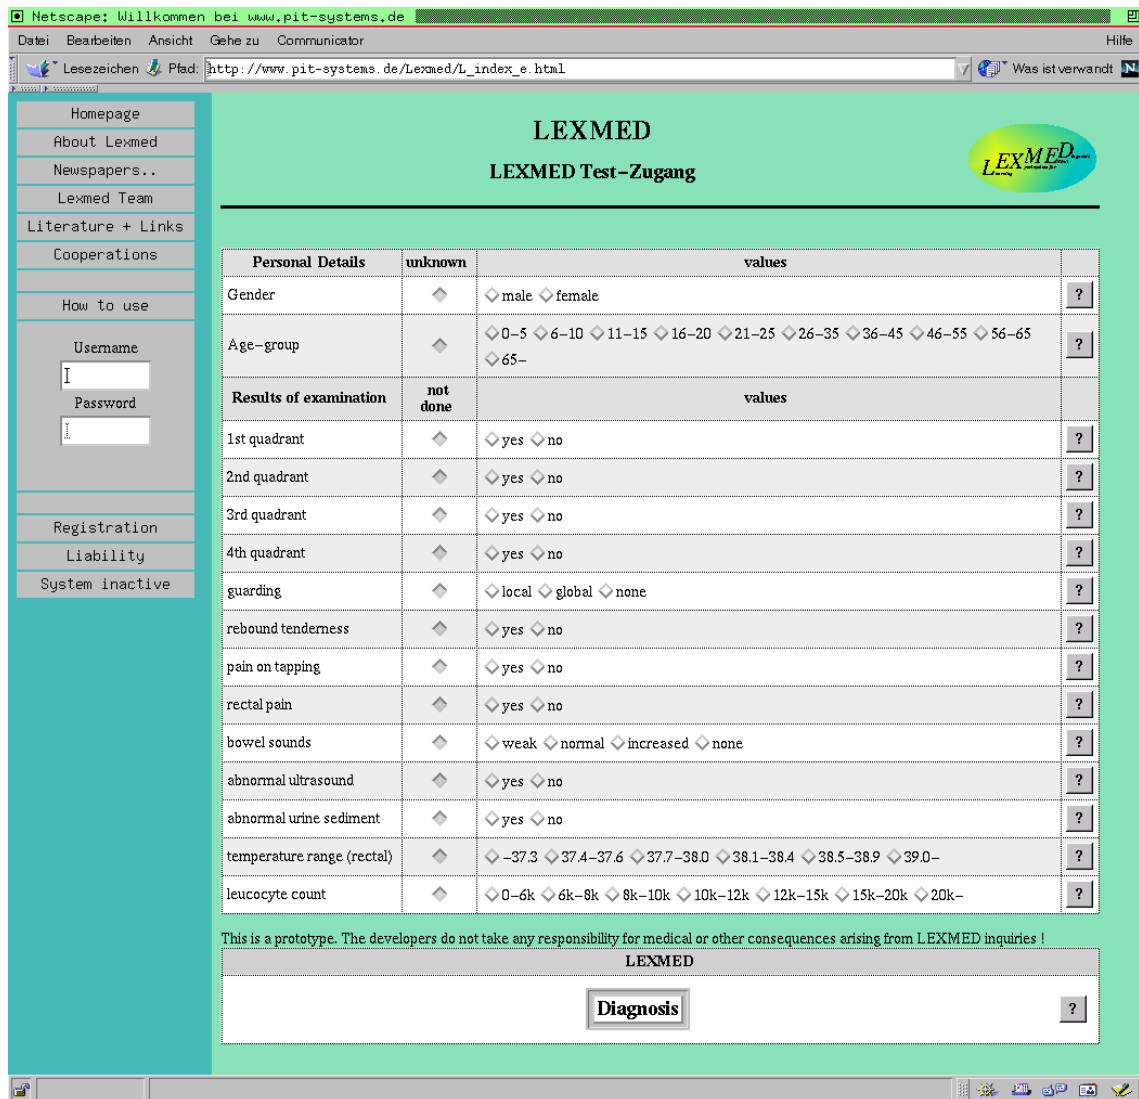 Netscape: Willkommen bei www.pit-systems.de
Datei Bearbeiten Ansicht Gehe zu Communicator Hilfe
Lesezeichen Pfad: http://www.pit-systems.de/Lexmed/L_index_e.html Was ist verwandt N
Homepage
About Lexmed
Newspapers..
Lexmed Team
Literature + Links
Cooperations
How to use
Username
Password
Registration
Liability
System inactive
LEXMED
LEXMED Test-Zugang
LEXMED
Personal Details unknown values
Gender male female ?
Age-group 0-5 6-10 11-15 16-20 21-25 26-35 36-45 46-55 56-65 ?
65-
Results of examination not done values
1st quadrant yes no ?
2nd quadrant yes no ?
3rd quadrant yes no ?
4th quadrant yes no ?
guarding local global none ?
rebound tenderness yes no ?
pain on tapping yes no ?
rectal pain yes no ?
bowel sounds weak normal increased none ?
abnormal ultrasound yes no ?
abnormal urine sediment yes no ?
temperature range (rectal) -37.3 37.4-37.6 37.7-38.0 38.1-38.4 38.5-38.9 39.0- ?
leucocyte count 0-6k 6k-8k 8k-10k 10k-12k 12k-15k 15k-20k 20k- ?
This is a prototype. The developers do not take any responsibility for medical or other consequences arising from LEXMED inquiries !
LEXMED
Diagnosis ?